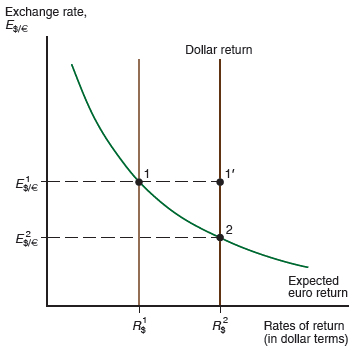 Exchange rate,
E$/€
Dollar return
1
1′
E¹$/€
2
E²$/€
Expected
euro return
R¹$
R²$
Rates of return
(in dollar terms)